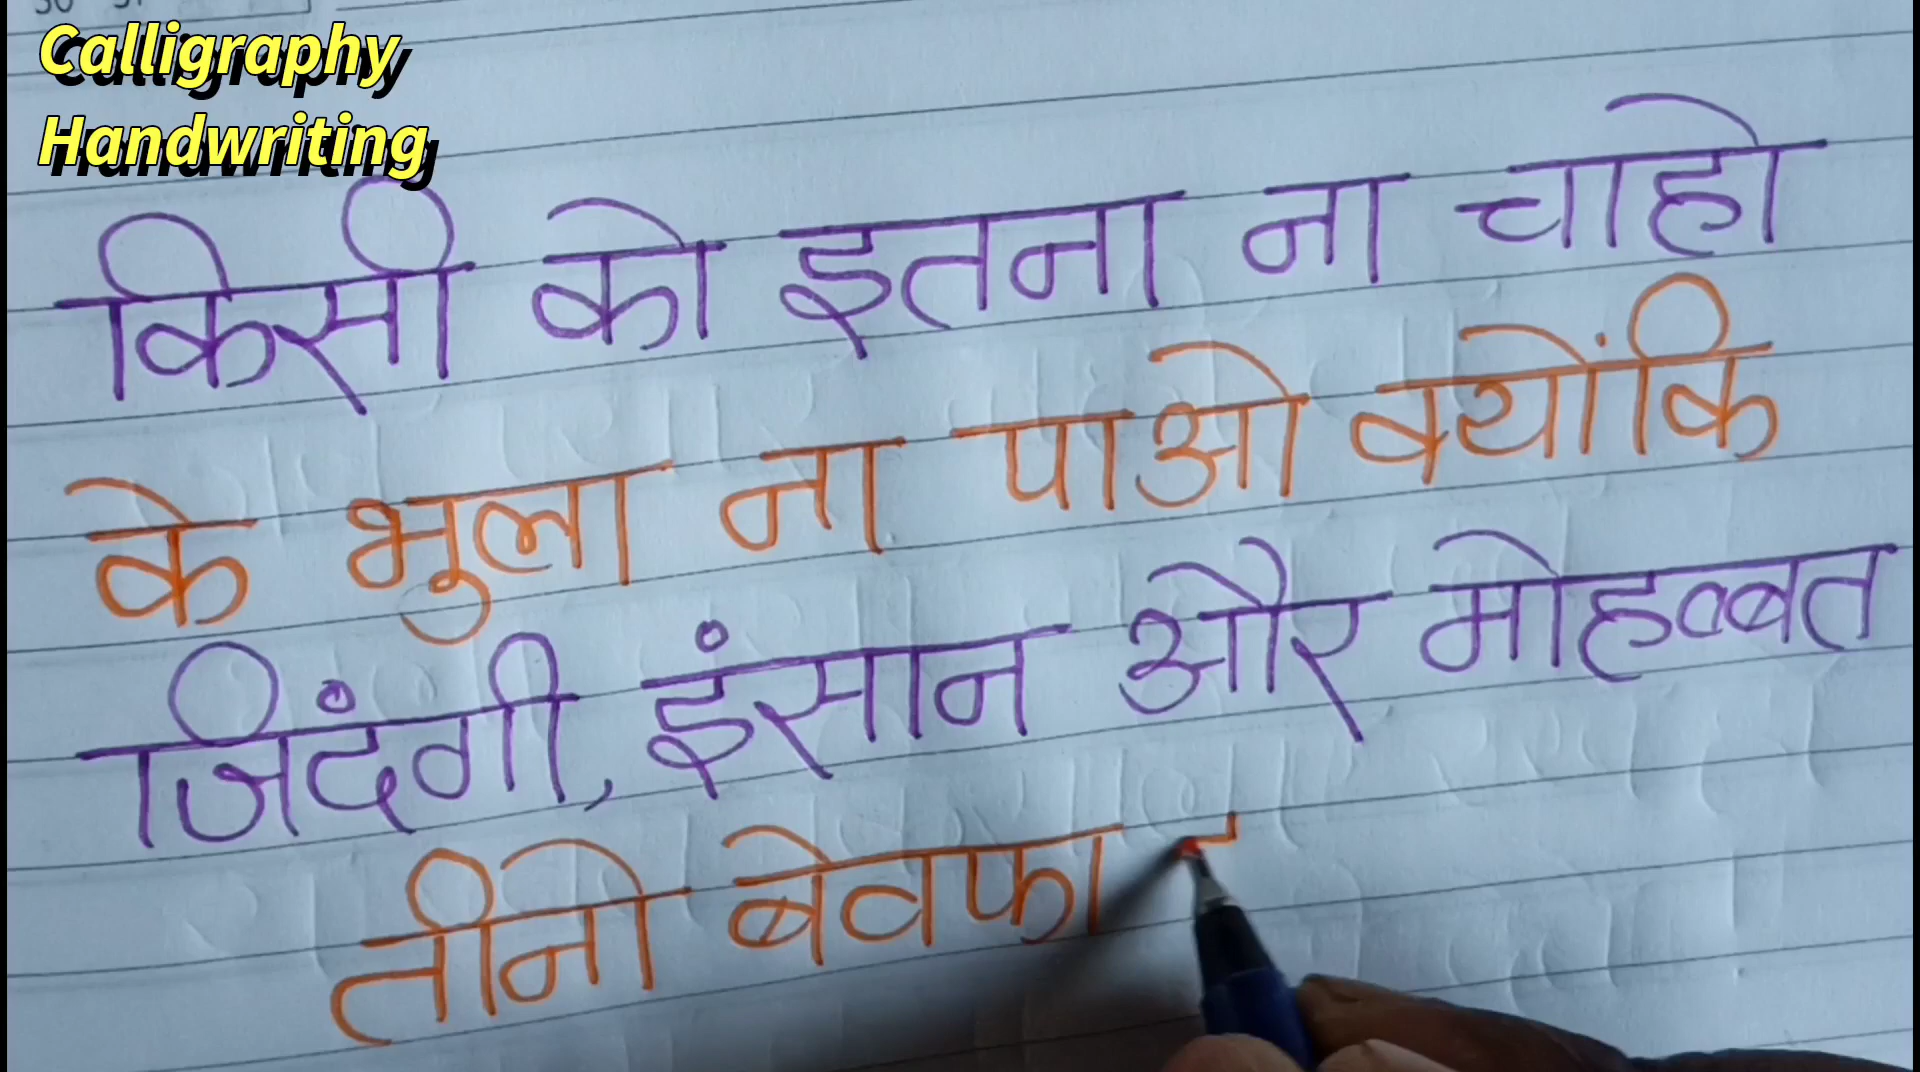 Calligraphy
Handwriting
किसी को इतना ना चाहो
के भुला ना पाओ क्योंकि
जिंदगी, इंसान और मोहब्बत
तीनो बेवफा